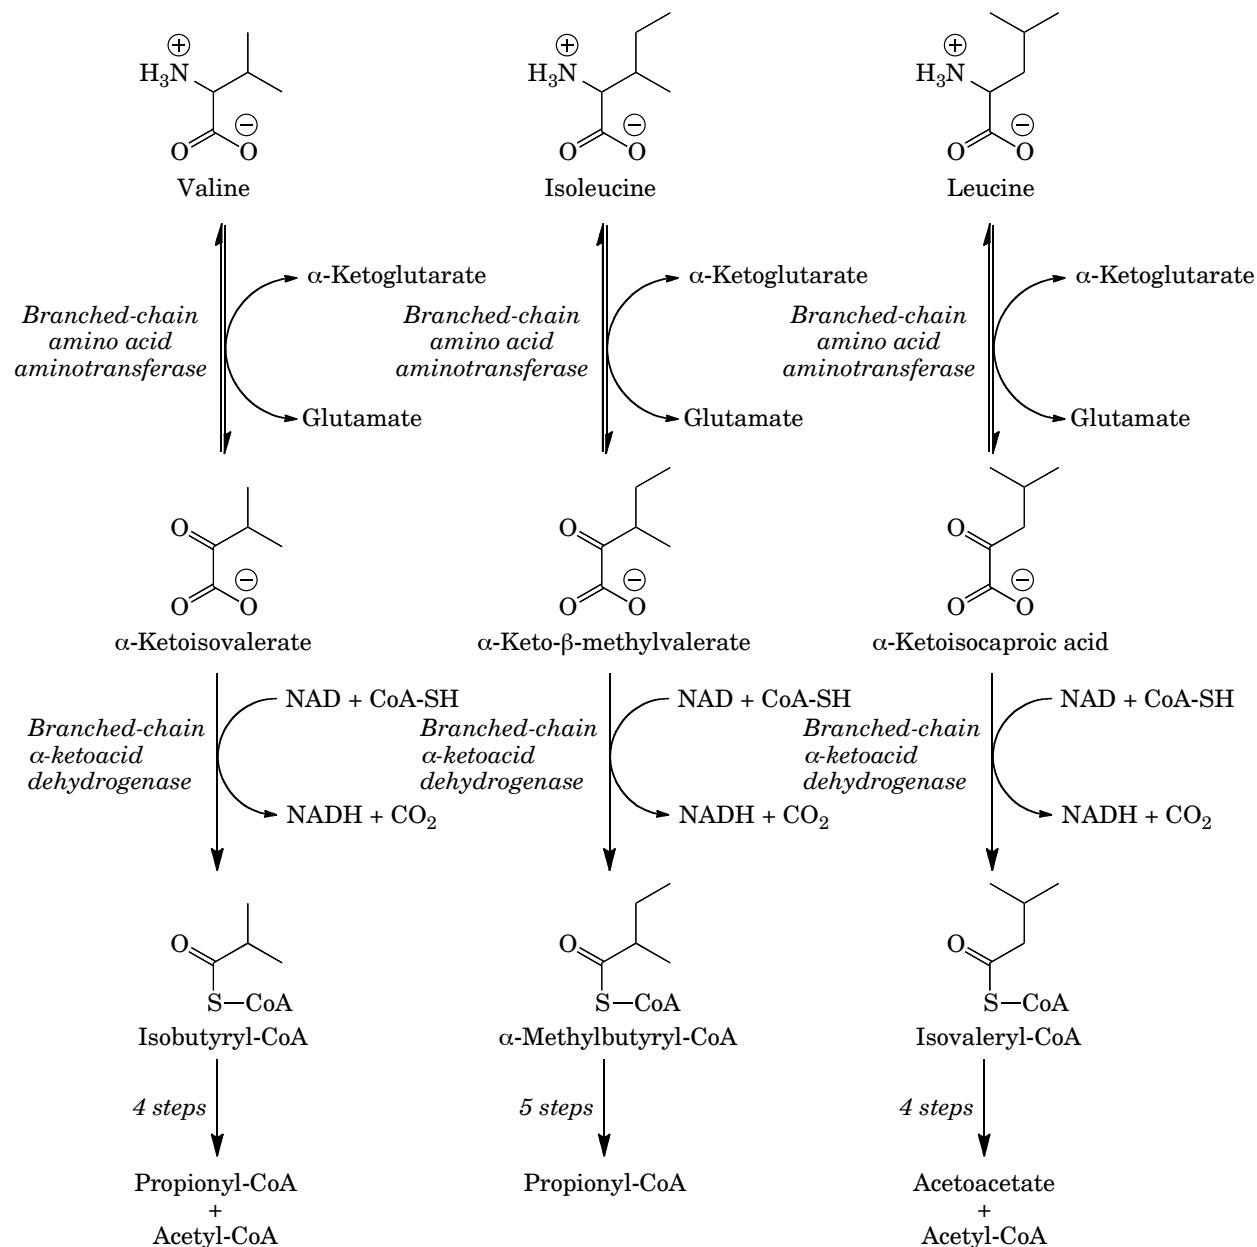 H₃N ⊕ H₃N ⊕ H₃N ⊕
O O ⊖ O O ⊖ O O ⊖
Valine Isoleucine Leucine
α-Ketoglutarate α-Ketoglutarate α-Ketoglutarate
Branched-chain Branched-chain Branched-chain
amino acid amino acid amino acid
aminotransferase aminotransferase aminotransferase
Glutamate Glutamate Glutamate
O O O
O O ⊖ O O ⊖ O O ⊖
α-Ketoisovalerate α-Keto-β-methylvalerate α-Ketoisocaproic acid
NAD + CoA-SH NAD + CoA-SH NAD + CoA-SH
Branched-chain Branched-chain Branched-chain
α-ketoacid α-ketoacid α-ketoacid
dehydrogenase dehydrogenase dehydrogenase
NADH + CO₂ NADH + CO₂ NADH + CO₂
O O O
S—CoA S—CoA S—CoA
Isobutyryl-CoA α-Methylbutyryl-CoA Isovaleryl-CoA
4 steps 5 steps 4 steps
Propionyl-CoA Propionyl-CoA Acetoacetate
+ +
Acetyl-CoA Acetyl-CoA